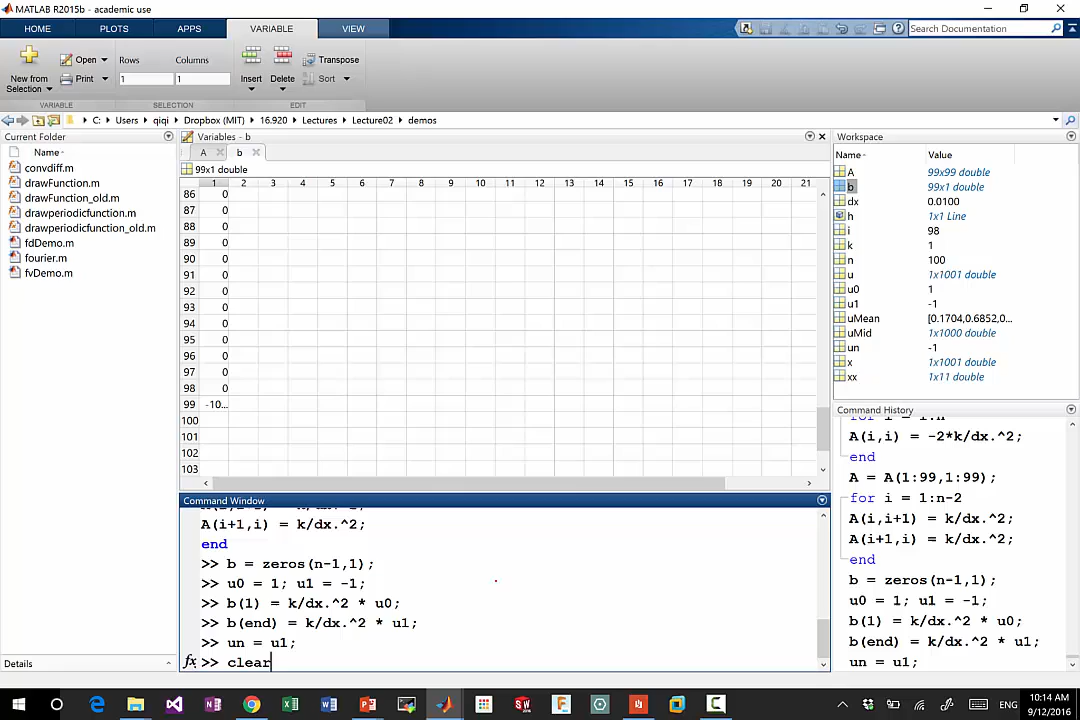 MATLAB R2015b - academic use
HOME PLOTS APPS VARIABLE VIEW
Search Documentation
New from Selection
Open
Print
Rows Columns
1 1
Insert
Delete
Transpose
Sort
VARIABLE SELECTION EDIT
C: Users qiqi Dropbox (MIT) 16.920 Lectures Lecture02 demos
Current Folder
Name
convdiff.m
drawFunction.m
drawFunction_old.m
drawperiodicfunction.m
drawperiodicfunction_old.m
fdDemo.m
fourier.m
fvDemo.m
Details
Variables - b
A b
99x1 double
1 2 3 4 5 6 7 8 9 10 11 12 13 14 15 16 17 18 19 20 21
86 0
87 0
88 0
89 0
90 0
91 0
92 0
93 0
94 0
95 0
96 0
97 0
98 0
99 -10...
100
101
102
103
Command Window
A(i+1,i) = k/dx.^2;
end
>> b = zeros(n-1,1);
>> u0 = 1; u1 = -1;
>> b(1) = k/dx.^2 * u0;
>> b(end) = k/dx.^2 * u1;
>> un = u1;
fx >> clear
Workspace
Name Value
A 99x99 double
b 99x1 double
dx 0.0100
h 1x1 Line
i 98
k 1
n 100
u 1x1001 double
u0 1
u1 -1
uMean [0.1704,0.6852,0...
uMid 1x1000 double
un -1
x 1x1001 double
xx 1x11 double
Command History
for i = 1:n
A(i,i) = -2*k/dx.^2;
end
A = A(1:99,1:99);
for i = 1:n-2
A(i,i+1) = k/dx.^2;
A(i+1,i) = k/dx.^2;
end
b = zeros(n-1,1);
u0 = 1; u1 = -1;
b(1) = k/dx.^2 * u0;
b(end) = k/dx.^2 * u1;
un = u1;
ENG
10:14 AM
9/12/2016